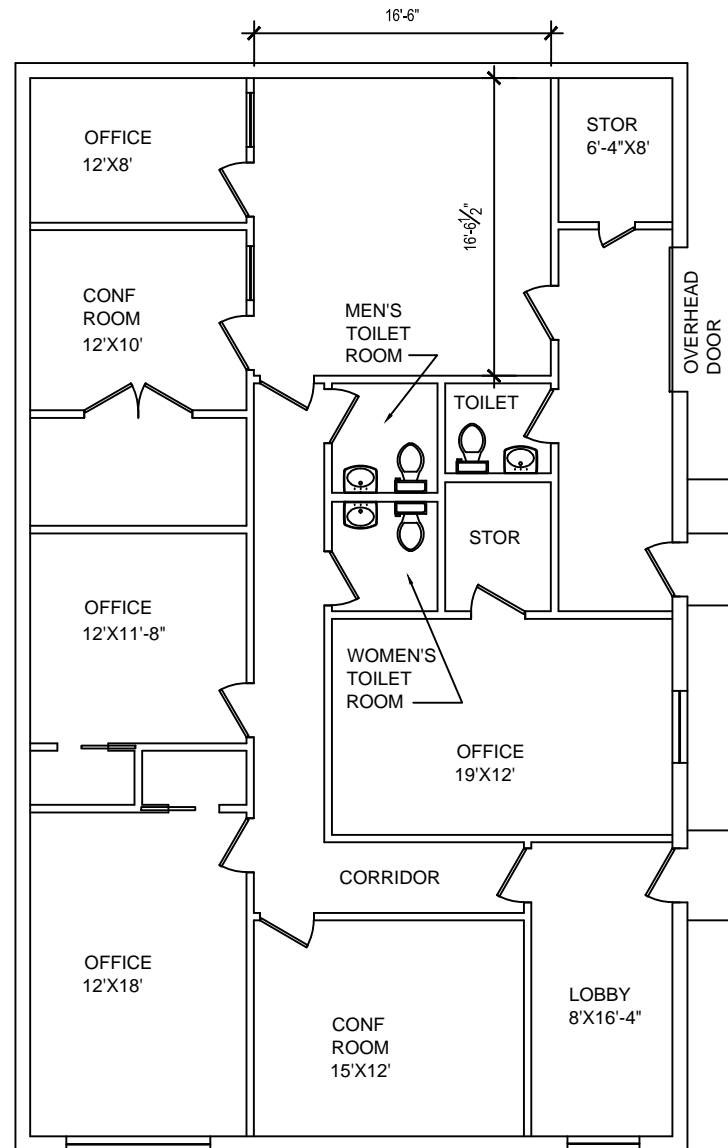 16'-6"
OFFICE
12'X8'
STOR
6'-4"X8'
16'-6½"
CONF
ROOM
12'X10'
MEN'S
TOILET
ROOM
OVERHEAD
DOOR
TOILET
STOR
OFFICE
12'X11'-8"
WOMEN'S
TOILET
ROOM
OFFICE
19'X12'
CORRIDOR
OFFICE
12'X18'
LOBBY
8'X16'-4"
CONF
ROOM
15'X12'